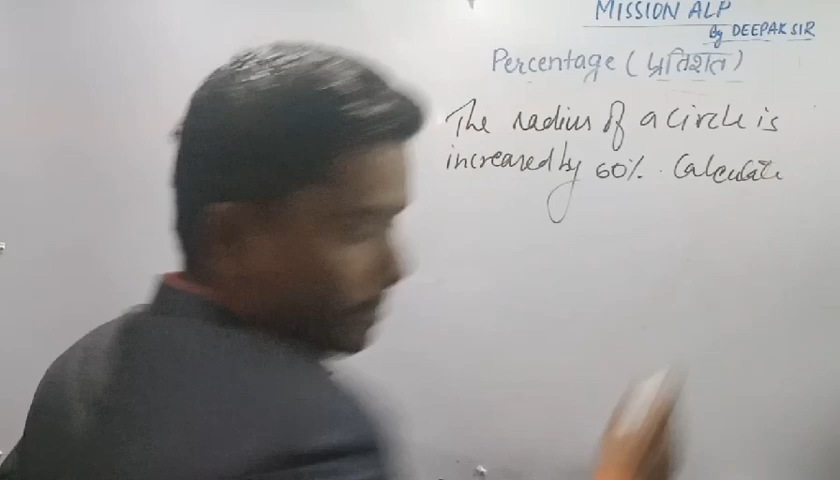 MISSION ALP
By DEEPAK SIR
Percentage (प्रतिशत)
The radius of a circle is
increased by 60%. Calculate